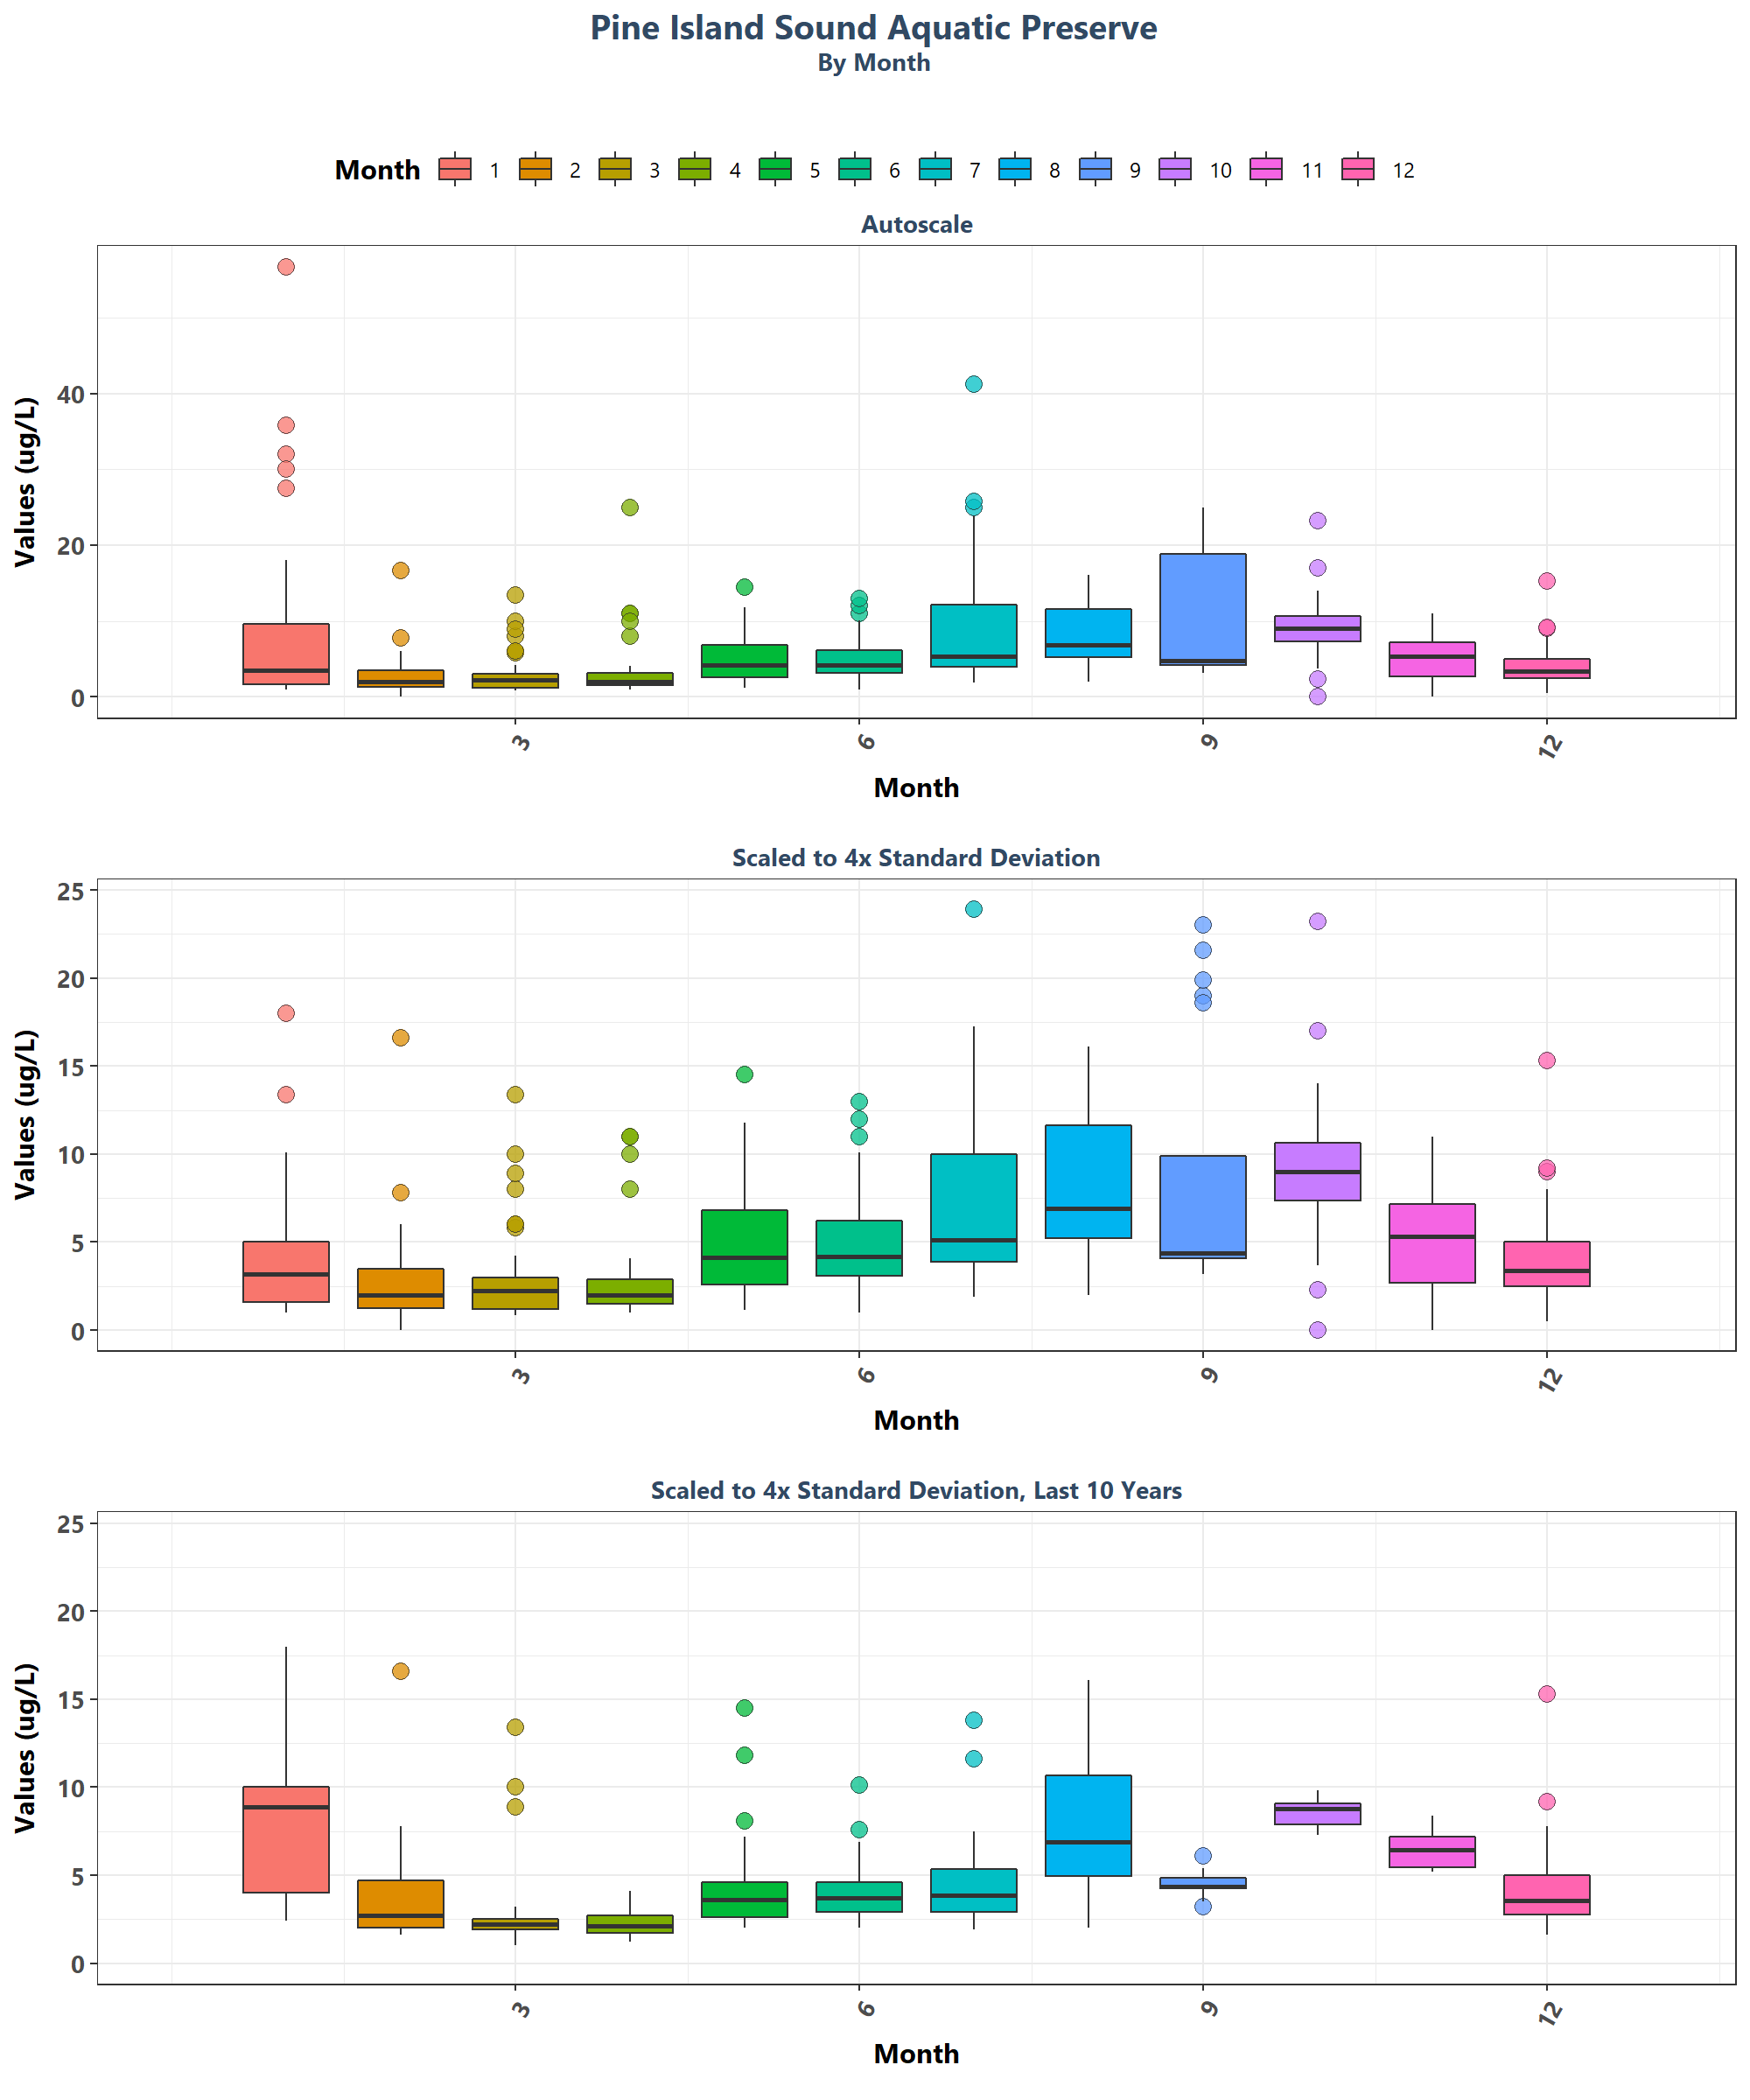 Pine Island Sound Aquatic Preserve
By Month
Month 1 2 3 4 5 6 7 8 9 10 11 12
Autoscale
Values (ug/L)
40
20
0
3 6 9 12
Month
Scaled to 4x Standard Deviation
Values (ug/L)
25
20
15
10
5
0
3 6 9 12
Month
Scaled to 4x Standard Deviation, Last 10 Years
Values (ug/L)
25
20
15
10
5
0
3 6 9 12
Month